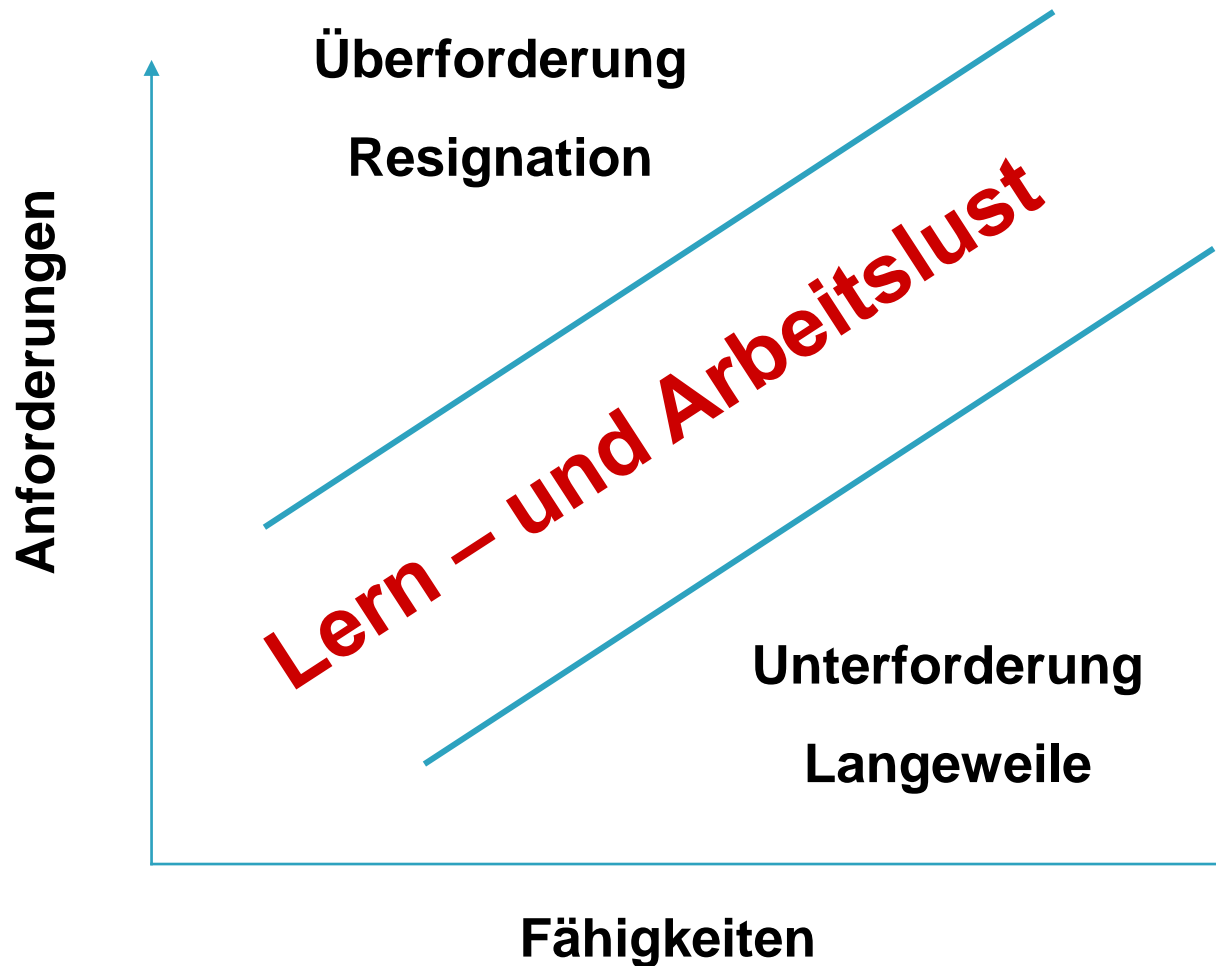 Überforderung
Resignation
Anforderungen
Lern – und Arbeitslust
Unterforderung
Langeweile
Fähigkeiten